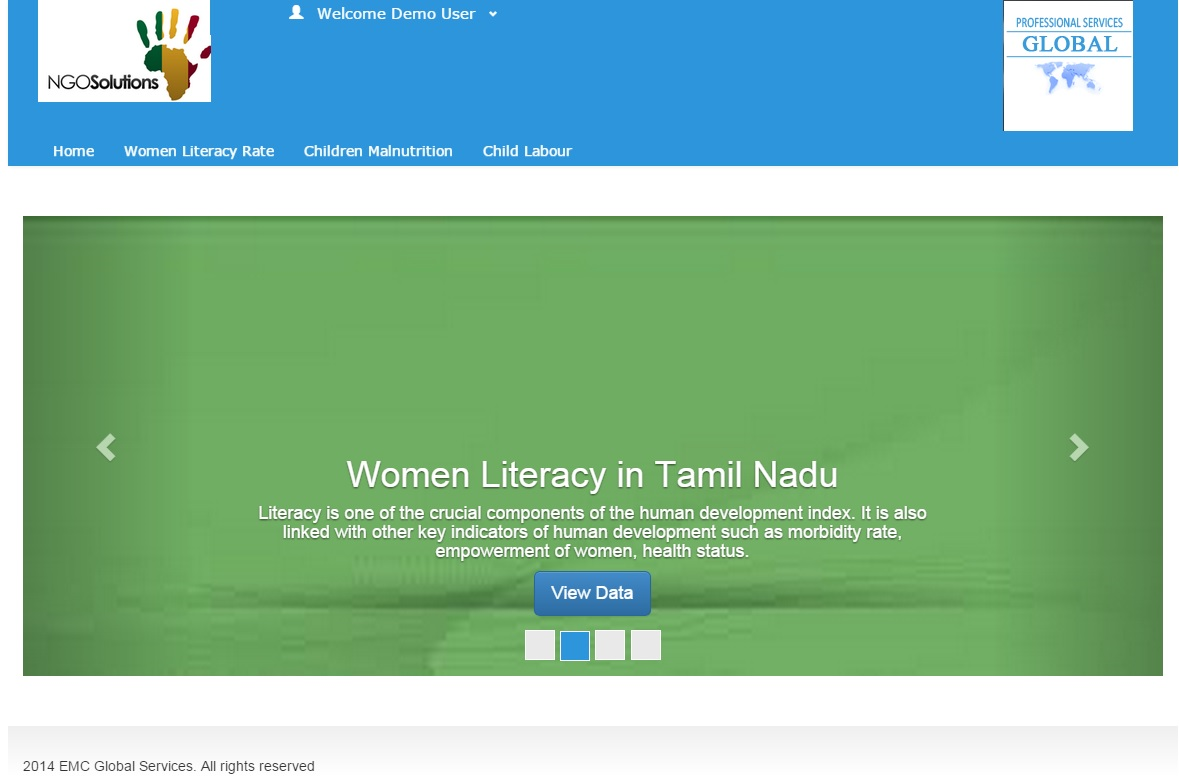 Welcome Demo User
NGOSolutions
PROFESSIONAL SERVICES
GLOBAL
Home
Women Literacy Rate
Children Malnutrition
Child Labour
Women Literacy in Tamil Nadu
Literacy is one of the crucial components of the human development index. It is also
linked with other key indicators of human development such as morbidity rate,
empowerment of women, health status.
View Data
2014 EMC Global Services. All rights reserved